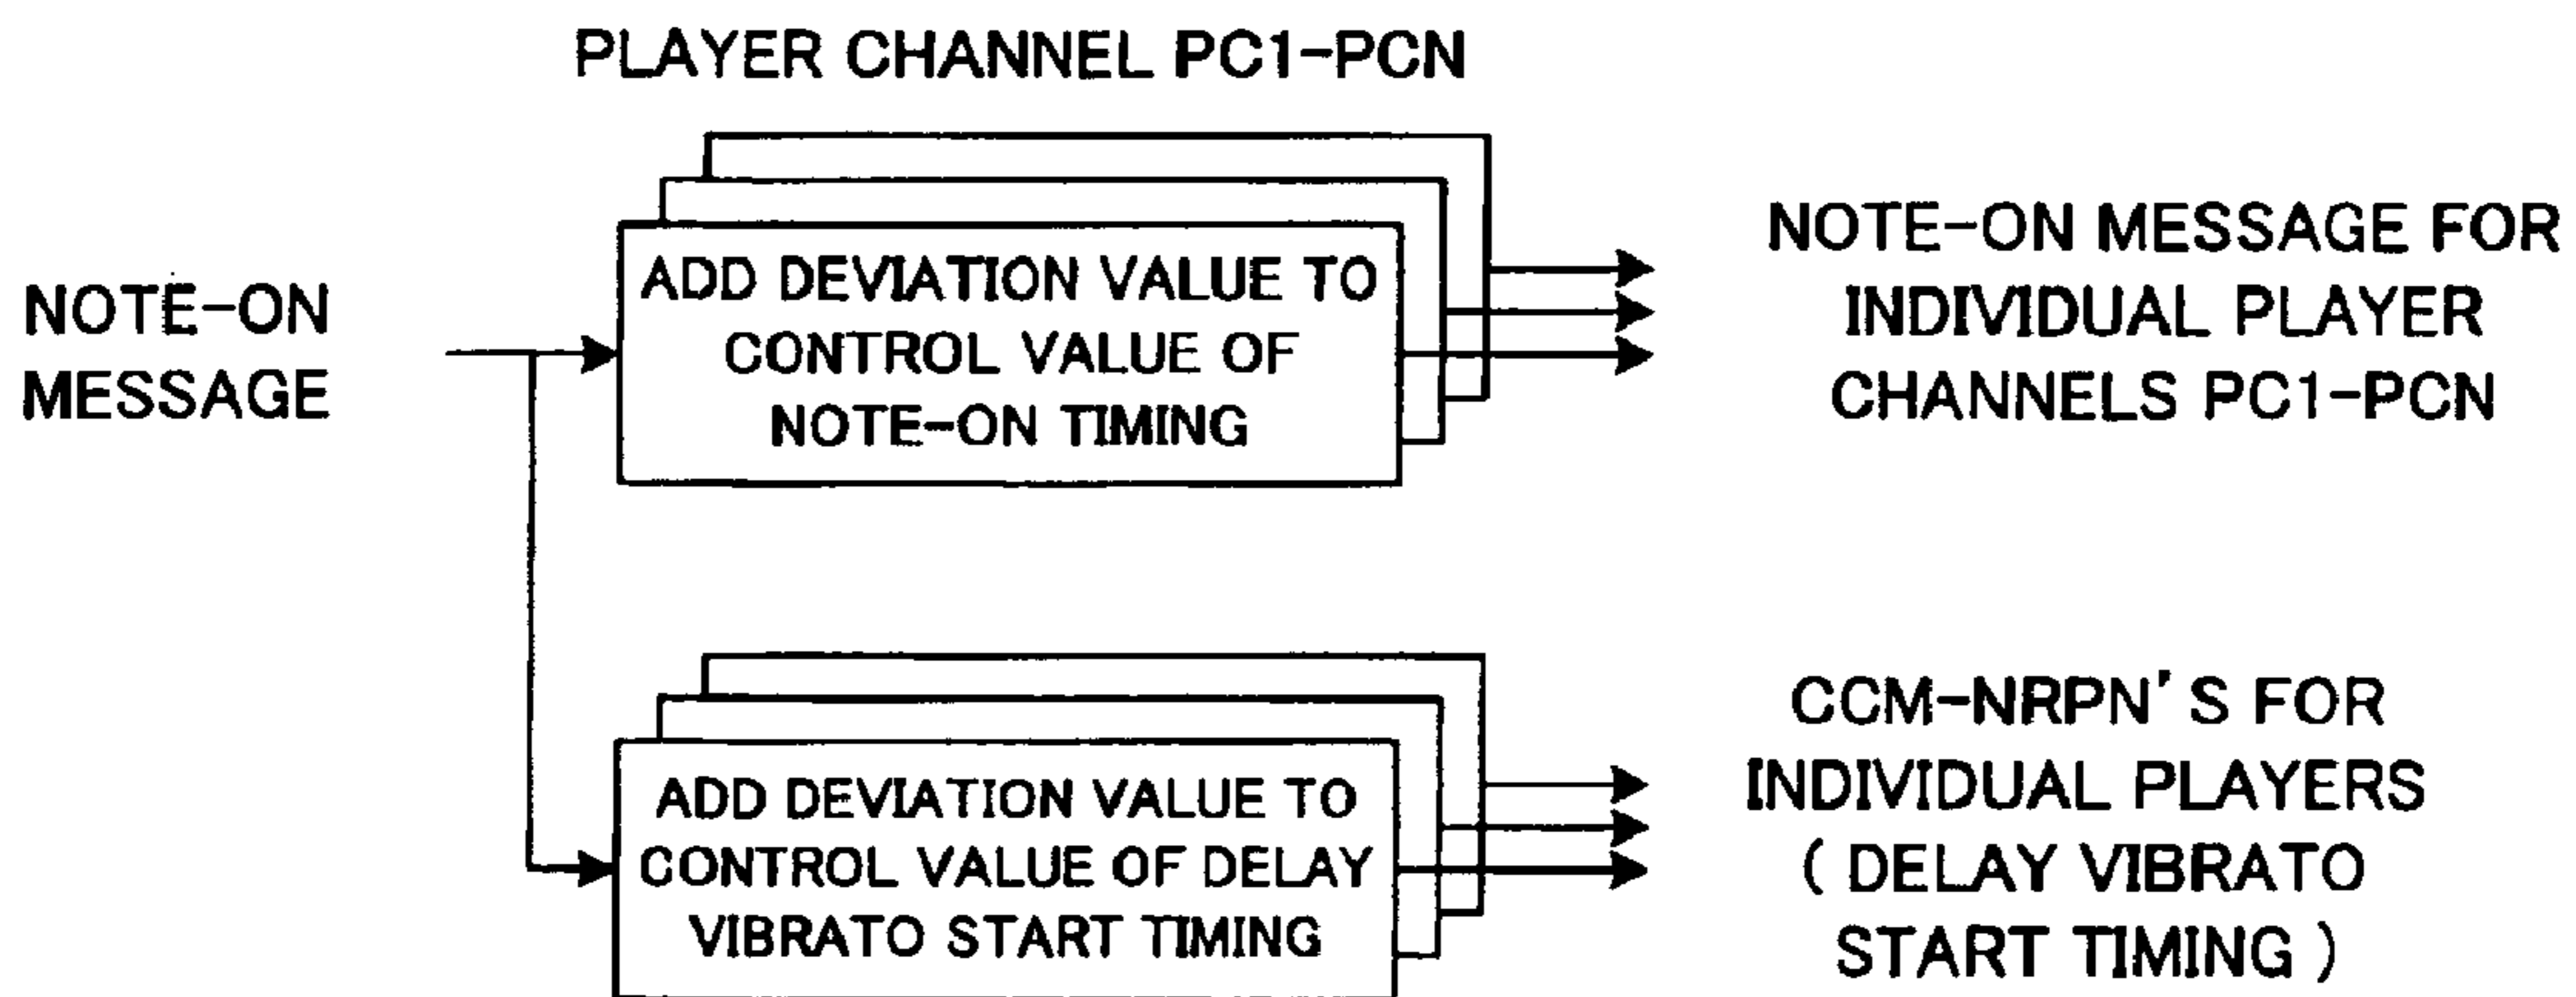 PLAYER CHANNEL PC1-PCN
NOTE-ON
MESSAGE
ADD DEVIATION VALUE TO
CONTROL VALUE OF
NOTE-ON TIMING
NOTE-ON MESSAGE FOR
INDIVIDUAL PLAYER
CHANNELS PC1-PCN
ADD DEVIATION VALUE TO
CONTROL VALUE OF DELAY
VIBRATO START TIMING
CCM-NRPN'S FOR
INDIVIDUAL PLAYERS
( DELAY VIBRATO
START TIMING )